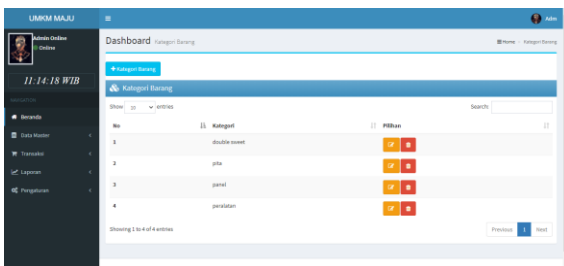 UMKM MAJU
Adm
Admin Online
Online
Dashboard Kategori Barang
Home Kategori Barang
11:14:18 WIB
+Kategori Barang
NAVIGATION
Kategori Barang
Beranda
Show 10 entries
Search:
Data Master
No Kategori Pilihan
Transaksi
1 double sweet
Laporan
2 pita
Pengaturan
3 panel
4 peralatan
Showing 1 to 4 of 4 entries
Previous 1 Next